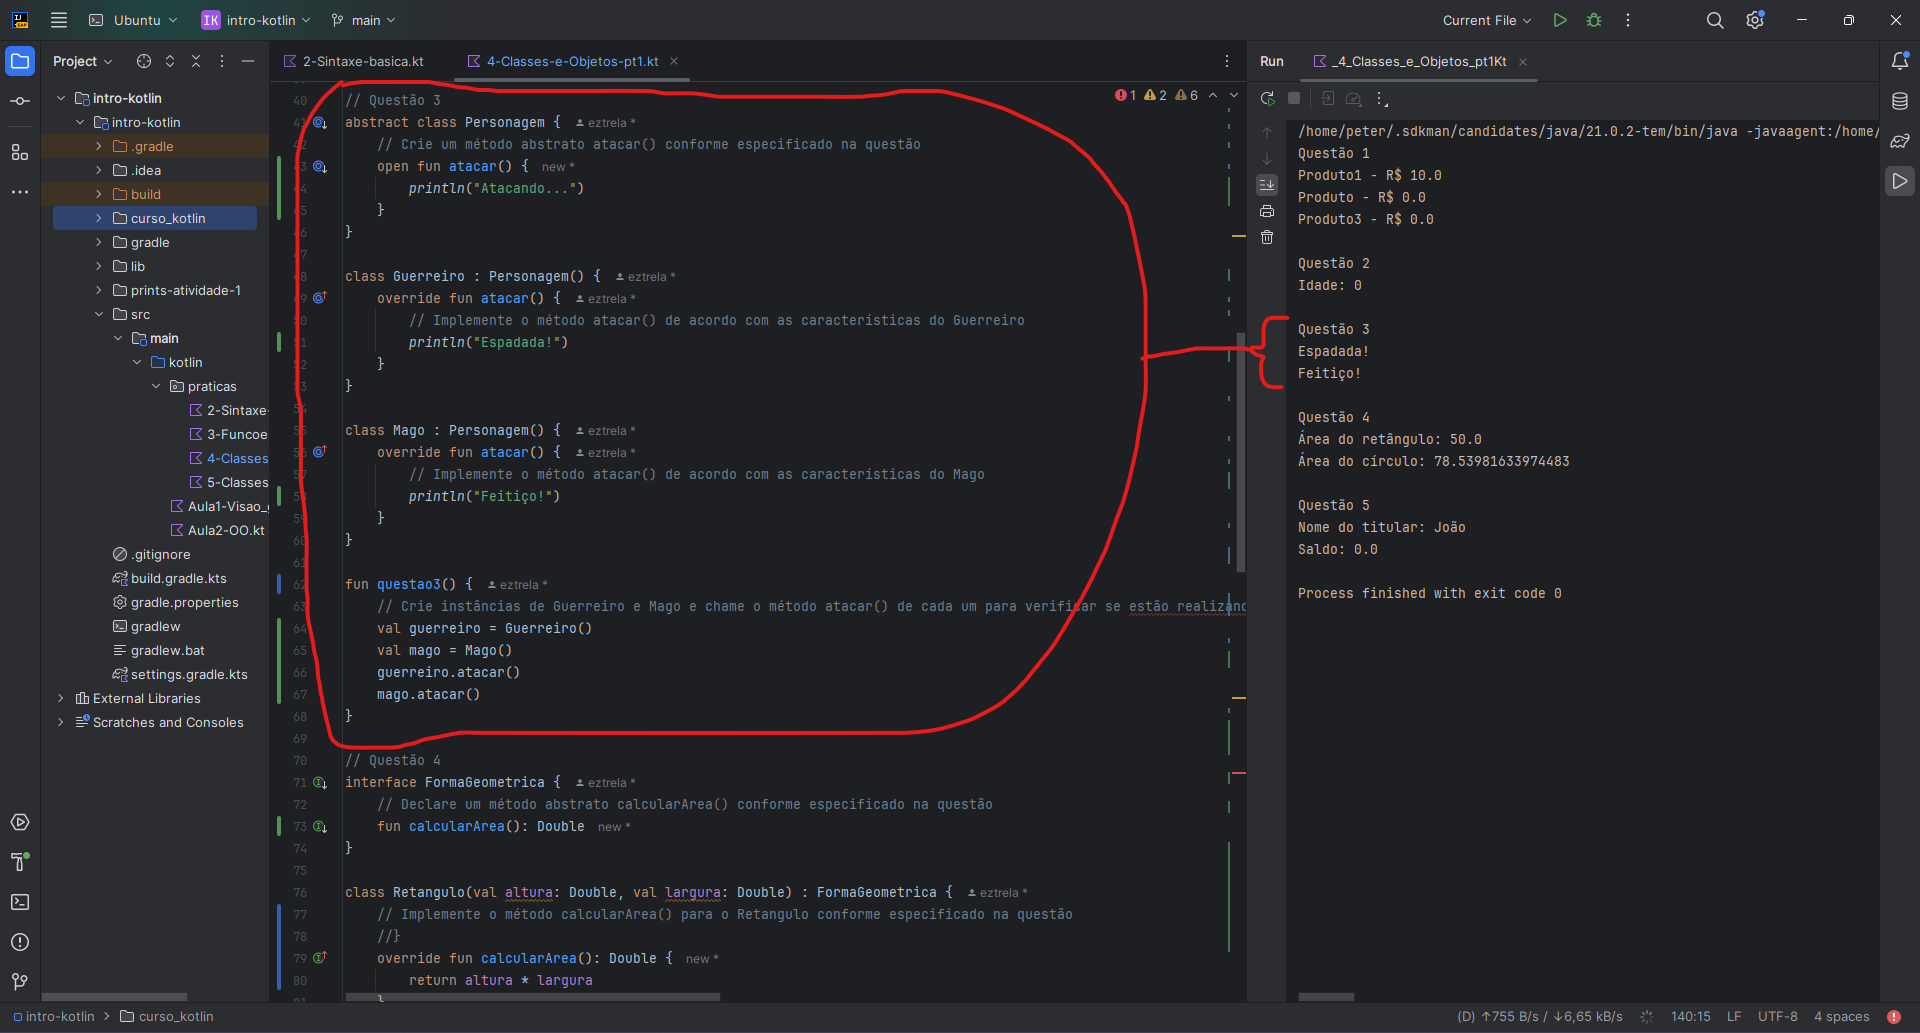 Ubuntu
IK intro-kotlin
main
Current File
Project
2-Sintaxe-basica.kt
4-Classes-e-Objetos-pt1.kt
Run
_4_Classes_e_Objetos_pt1Kt
intro-kotlin
intro-kotlin
.gradle
.idea
build
curso_kotlin
gradle
lib
prints-atividade-1
src
main
kotlin
praticas
2-Sintaxe-
3-Funcoe
4-Classes
5-Classes
Aula1-Visao_
Aula2-OO.kt
.gitignore
build.gradle.kts
gradle.properties
gradlew
gradlew.bat
settings.gradle.kts
External Libraries
Scratches and Consoles
1 2 6
40 // Questão 3
41 abstract class Personagem { eztrela *
42 // Crie um método abstrato atacar() conforme especificado na questão
43 open fun atacar() { new *
44 println("Atacando...")
45 }
46 }
47
48 class Guerreiro : Personagem() { eztrela *
49 override fun atacar() { eztrela *
50 // Implemente o método atacar() de acordo com as características do Guerreiro
51 println("Espadada!")
52 }
53 }
54
55 class Mago : Personagem() { eztrela *
56 override fun atacar() { eztrela *
57 // Implemente o método atacar() de acordo com as características do Mago
58 println("Feitiço!")
59 }
60 }
61
62 fun questao3() { eztrela *
63 // Crie instâncias de Guerreiro e Mago e chame o método atacar() de cada um para verificar se estão realizand
64 val guerreiro = Guerreiro()
65 val mago = Mago()
66 guerreiro.atacar()
67 mago.atacar()
68 }
69
70 // Questão 4
71 interface FormaGeometrica { eztrela *
72 // Declare um método abstrato calcularArea() conforme especificado na questão
73 fun calcularArea(): Double new *
74 }
75
76 class Retangulo(val altura: Double, val largura: Double) : FormaGeometrica { eztrela *
77 // Implemente o método calcularArea() para o Retangulo conforme especificado na questão
78 //}
79 override fun calcularArea(): Double { new *
80 return altura * largura
81 }
/home/peter/.sdkman/candidates/java/21.0.2-tem/bin/java -javaagent:/home/
Questão 1
Produto1 - R$ 10.0
Produto - R$ 0.0
Produto3 - R$ 0.0
Questão 2
Idade: 0
Questão 3
Espadada!
Feitiço!
Questão 4
Área do retângulo: 50.0
Área do círculo: 78.53981633974483
Questão 5
Nome do titular: João
Saldo: 0.0
Process finished with exit code 0
intro-kotlin > curso_kotlin
(D) ↑755 B/s / ↓6,65 kB/s
140:15
LF
UTF-8
4 spaces